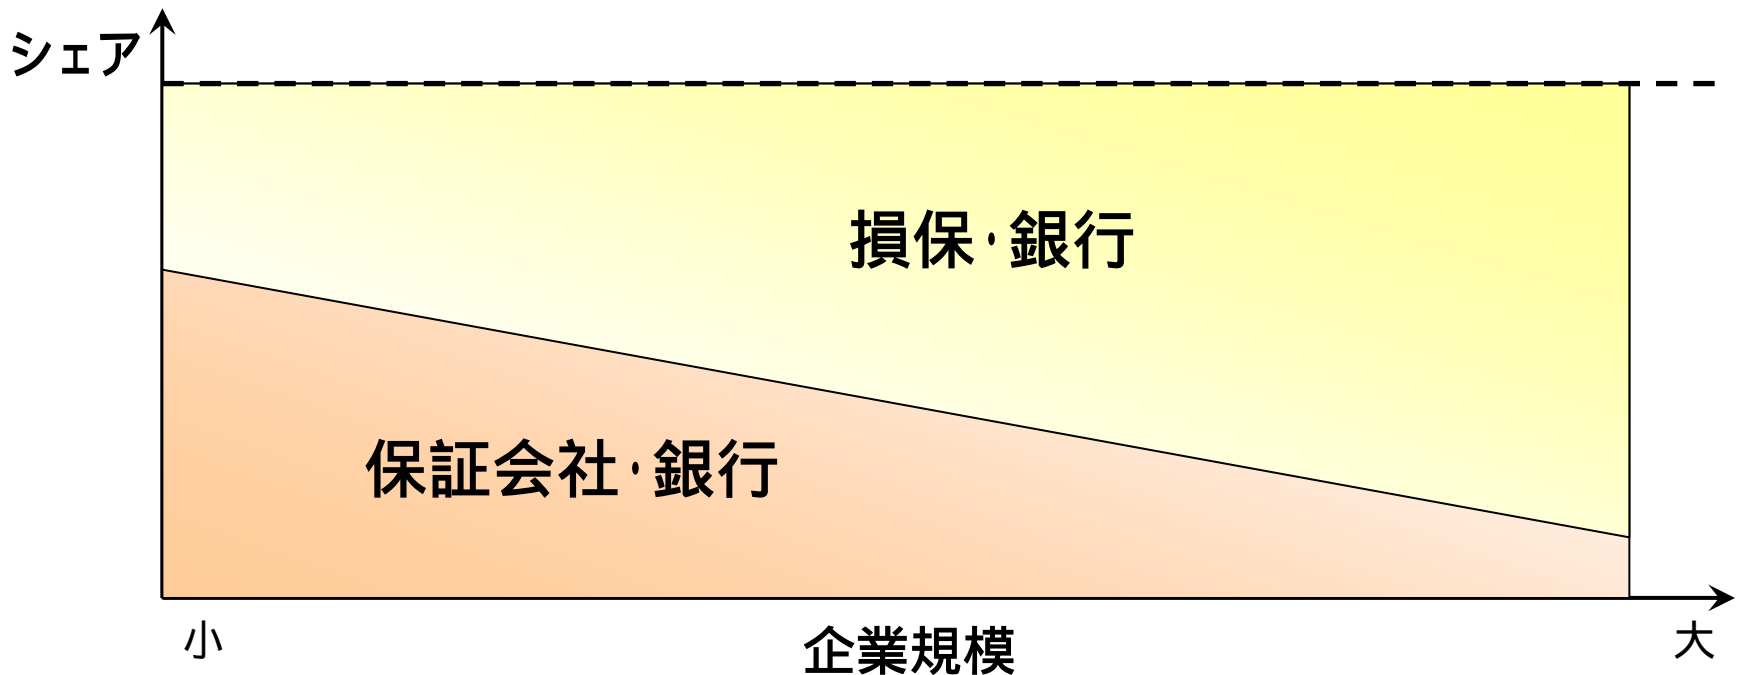 シェア
損保・銀行
保証会社・銀行
小
企業規模
大